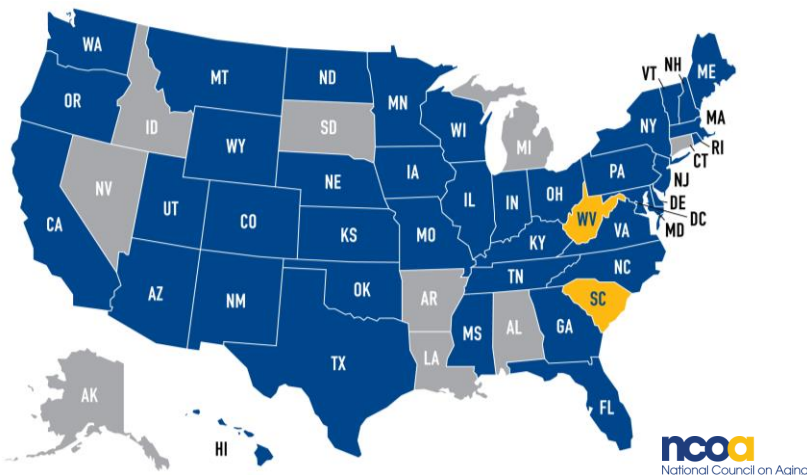 WA
MT
ND
MN
VT
NH
ME
OR
ID
SD
WI
MI
NY
MA
RI
CT
WY
IA
PA
NJ
NV
NE
IL
IN
OH
DE
DC
MD
CA
UT
CO
KS
MO
WV
VA
KY
AZ
NM
OK
AR
TN
NC
SC
TX
LA
MS
AL
GA
AK
HI
FL
ncoa
National Council on Aging